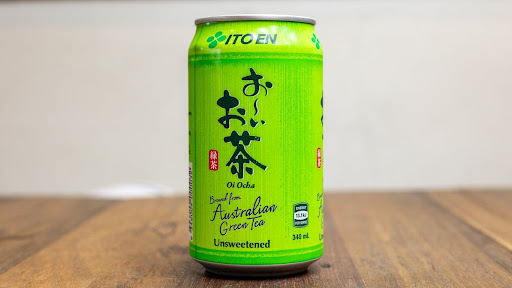 ITO EN
お〜い
お茶
緑茶
Oi Ocha
Brewed from
Australian
Green Tea
Unsweetened
340 mL